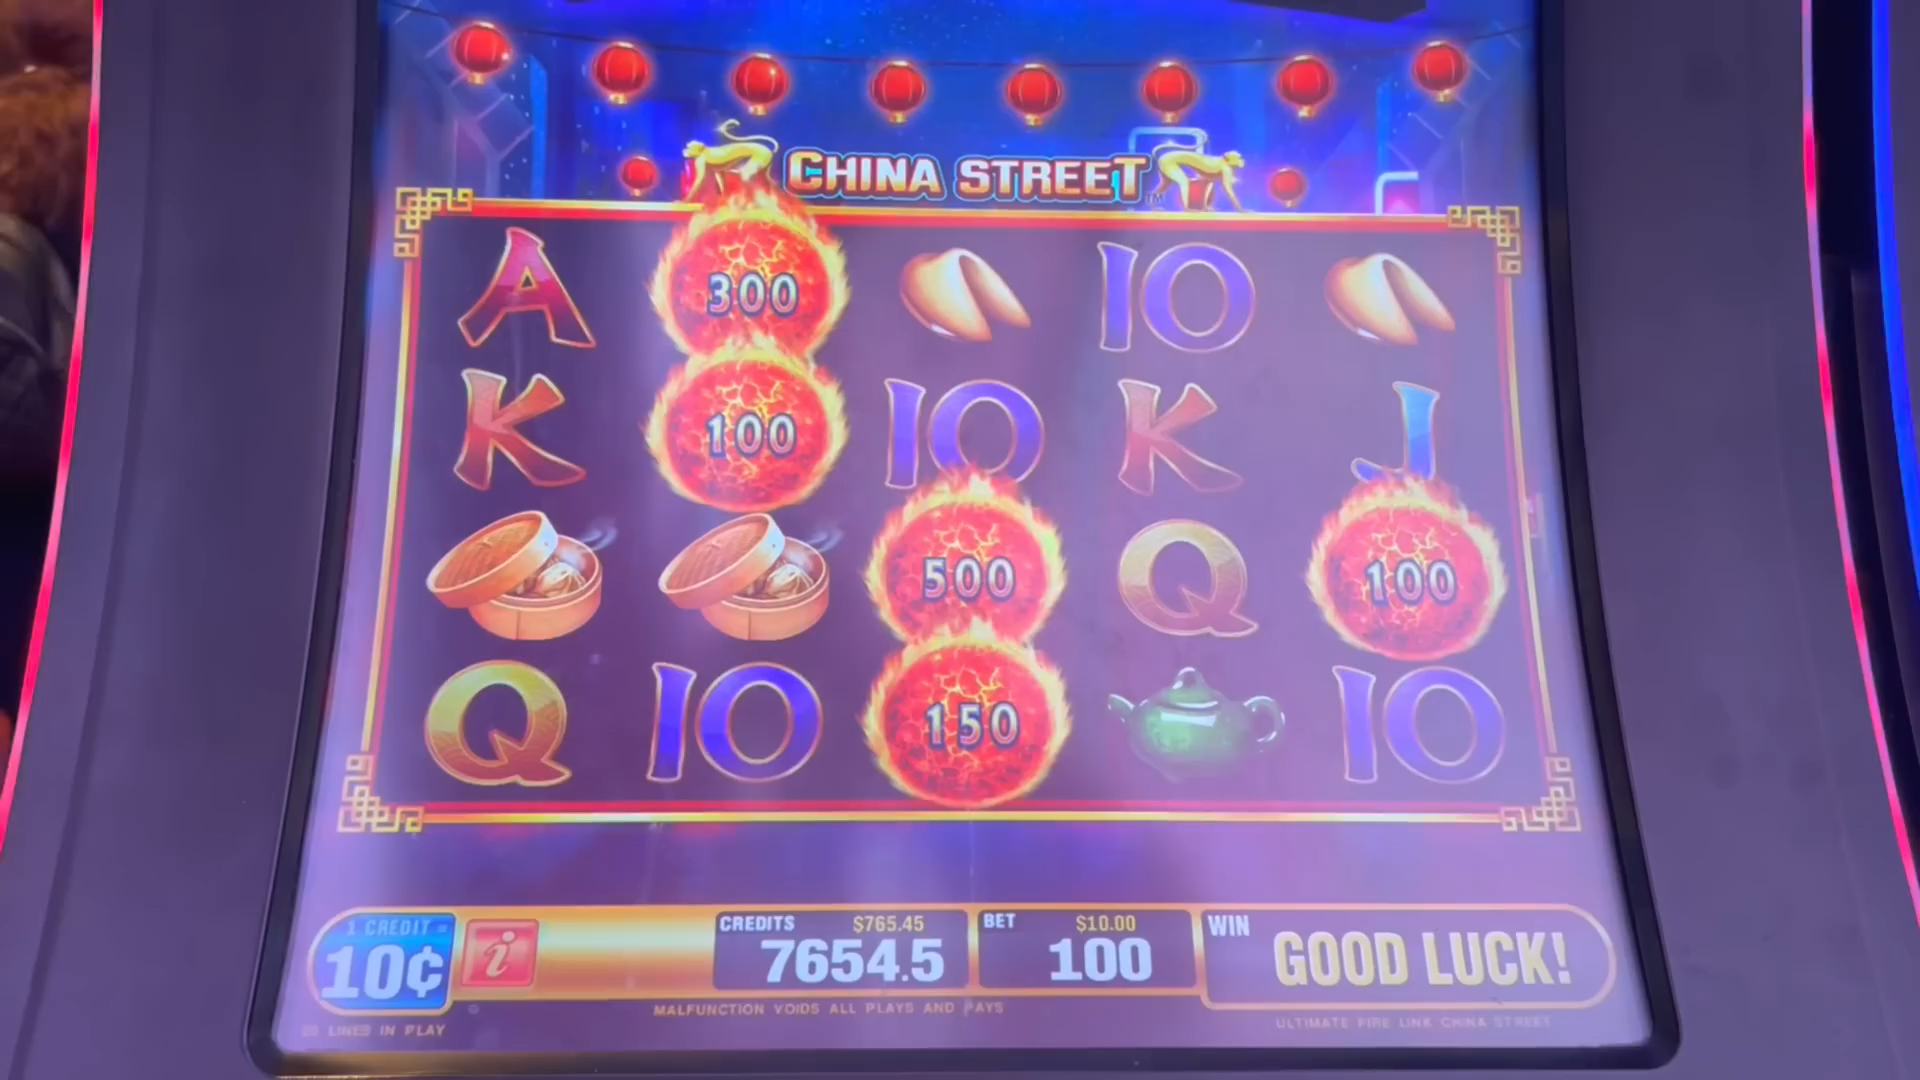 CHINA STREET™
A 300 10
K 100 10 K J
500 Q 100
Q 10 150 10
1 CREDIT =
10¢
i
CREDITS $765.45
7654.5
BET $10.00
100
WIN
GOOD LUCK!
MALFUNCTION VOIDS ALL PLAYS AND PAYS
LINES IN PLAY
ULTIMATE FIRE LINK CHINA STREET